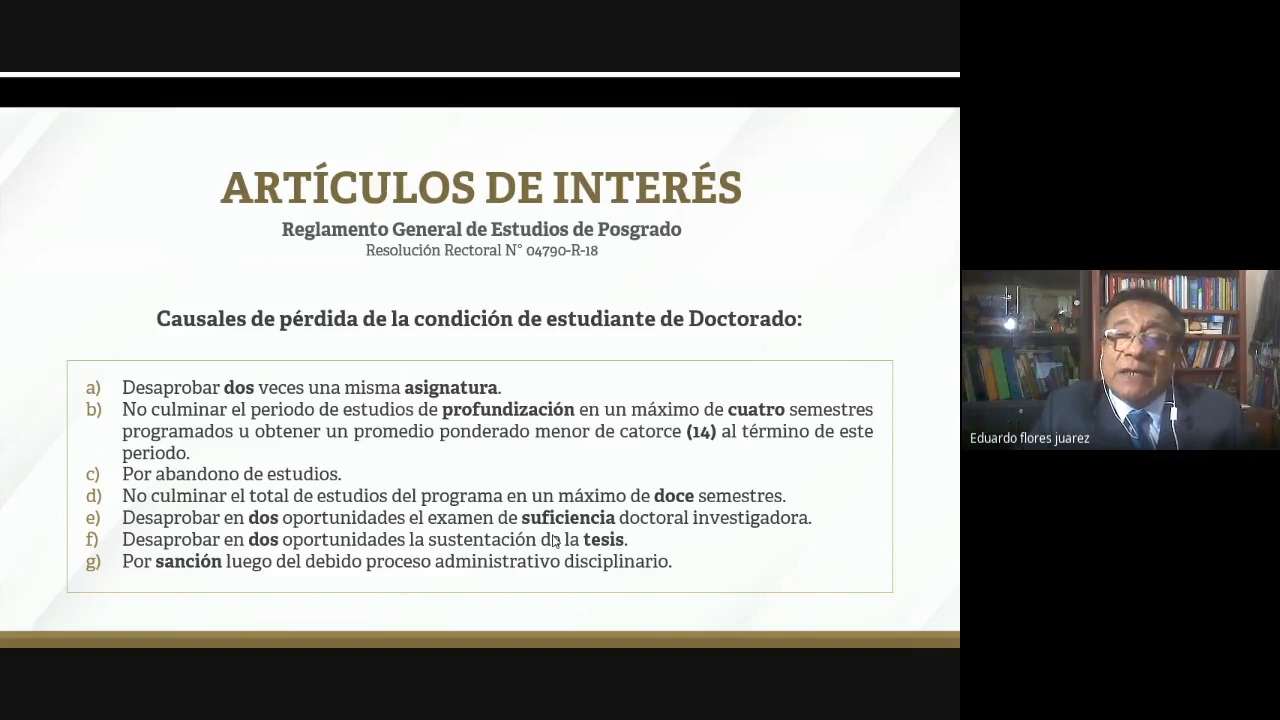 ARTÍCULOS DE INTERÉS
Reglamento General de Estudios de Posgrado
Resolución Rectoral N° 04790-R-18
Causales de pérdida de la condición de estudiante de Doctorado:
a) Desaprobar dos veces una misma asignatura.
b) No culminar el periodo de estudios de profundización en un máximo de cuatro semestres
programados u obtener un promedio ponderado menor de catorce (14) al término de este
periodo.
c) Por abandono de estudios.
d) No culminar el total de estudios del programa en un máximo de doce semestres.
e) Desaprobar en dos oportunidades el examen de suficiencia doctoral investigadora.
f) Desaprobar en dos oportunidades la sustentación de la tesis.
g) Por sanción luego del debido proceso administrativo disciplinario.
Eduardo flores juarez